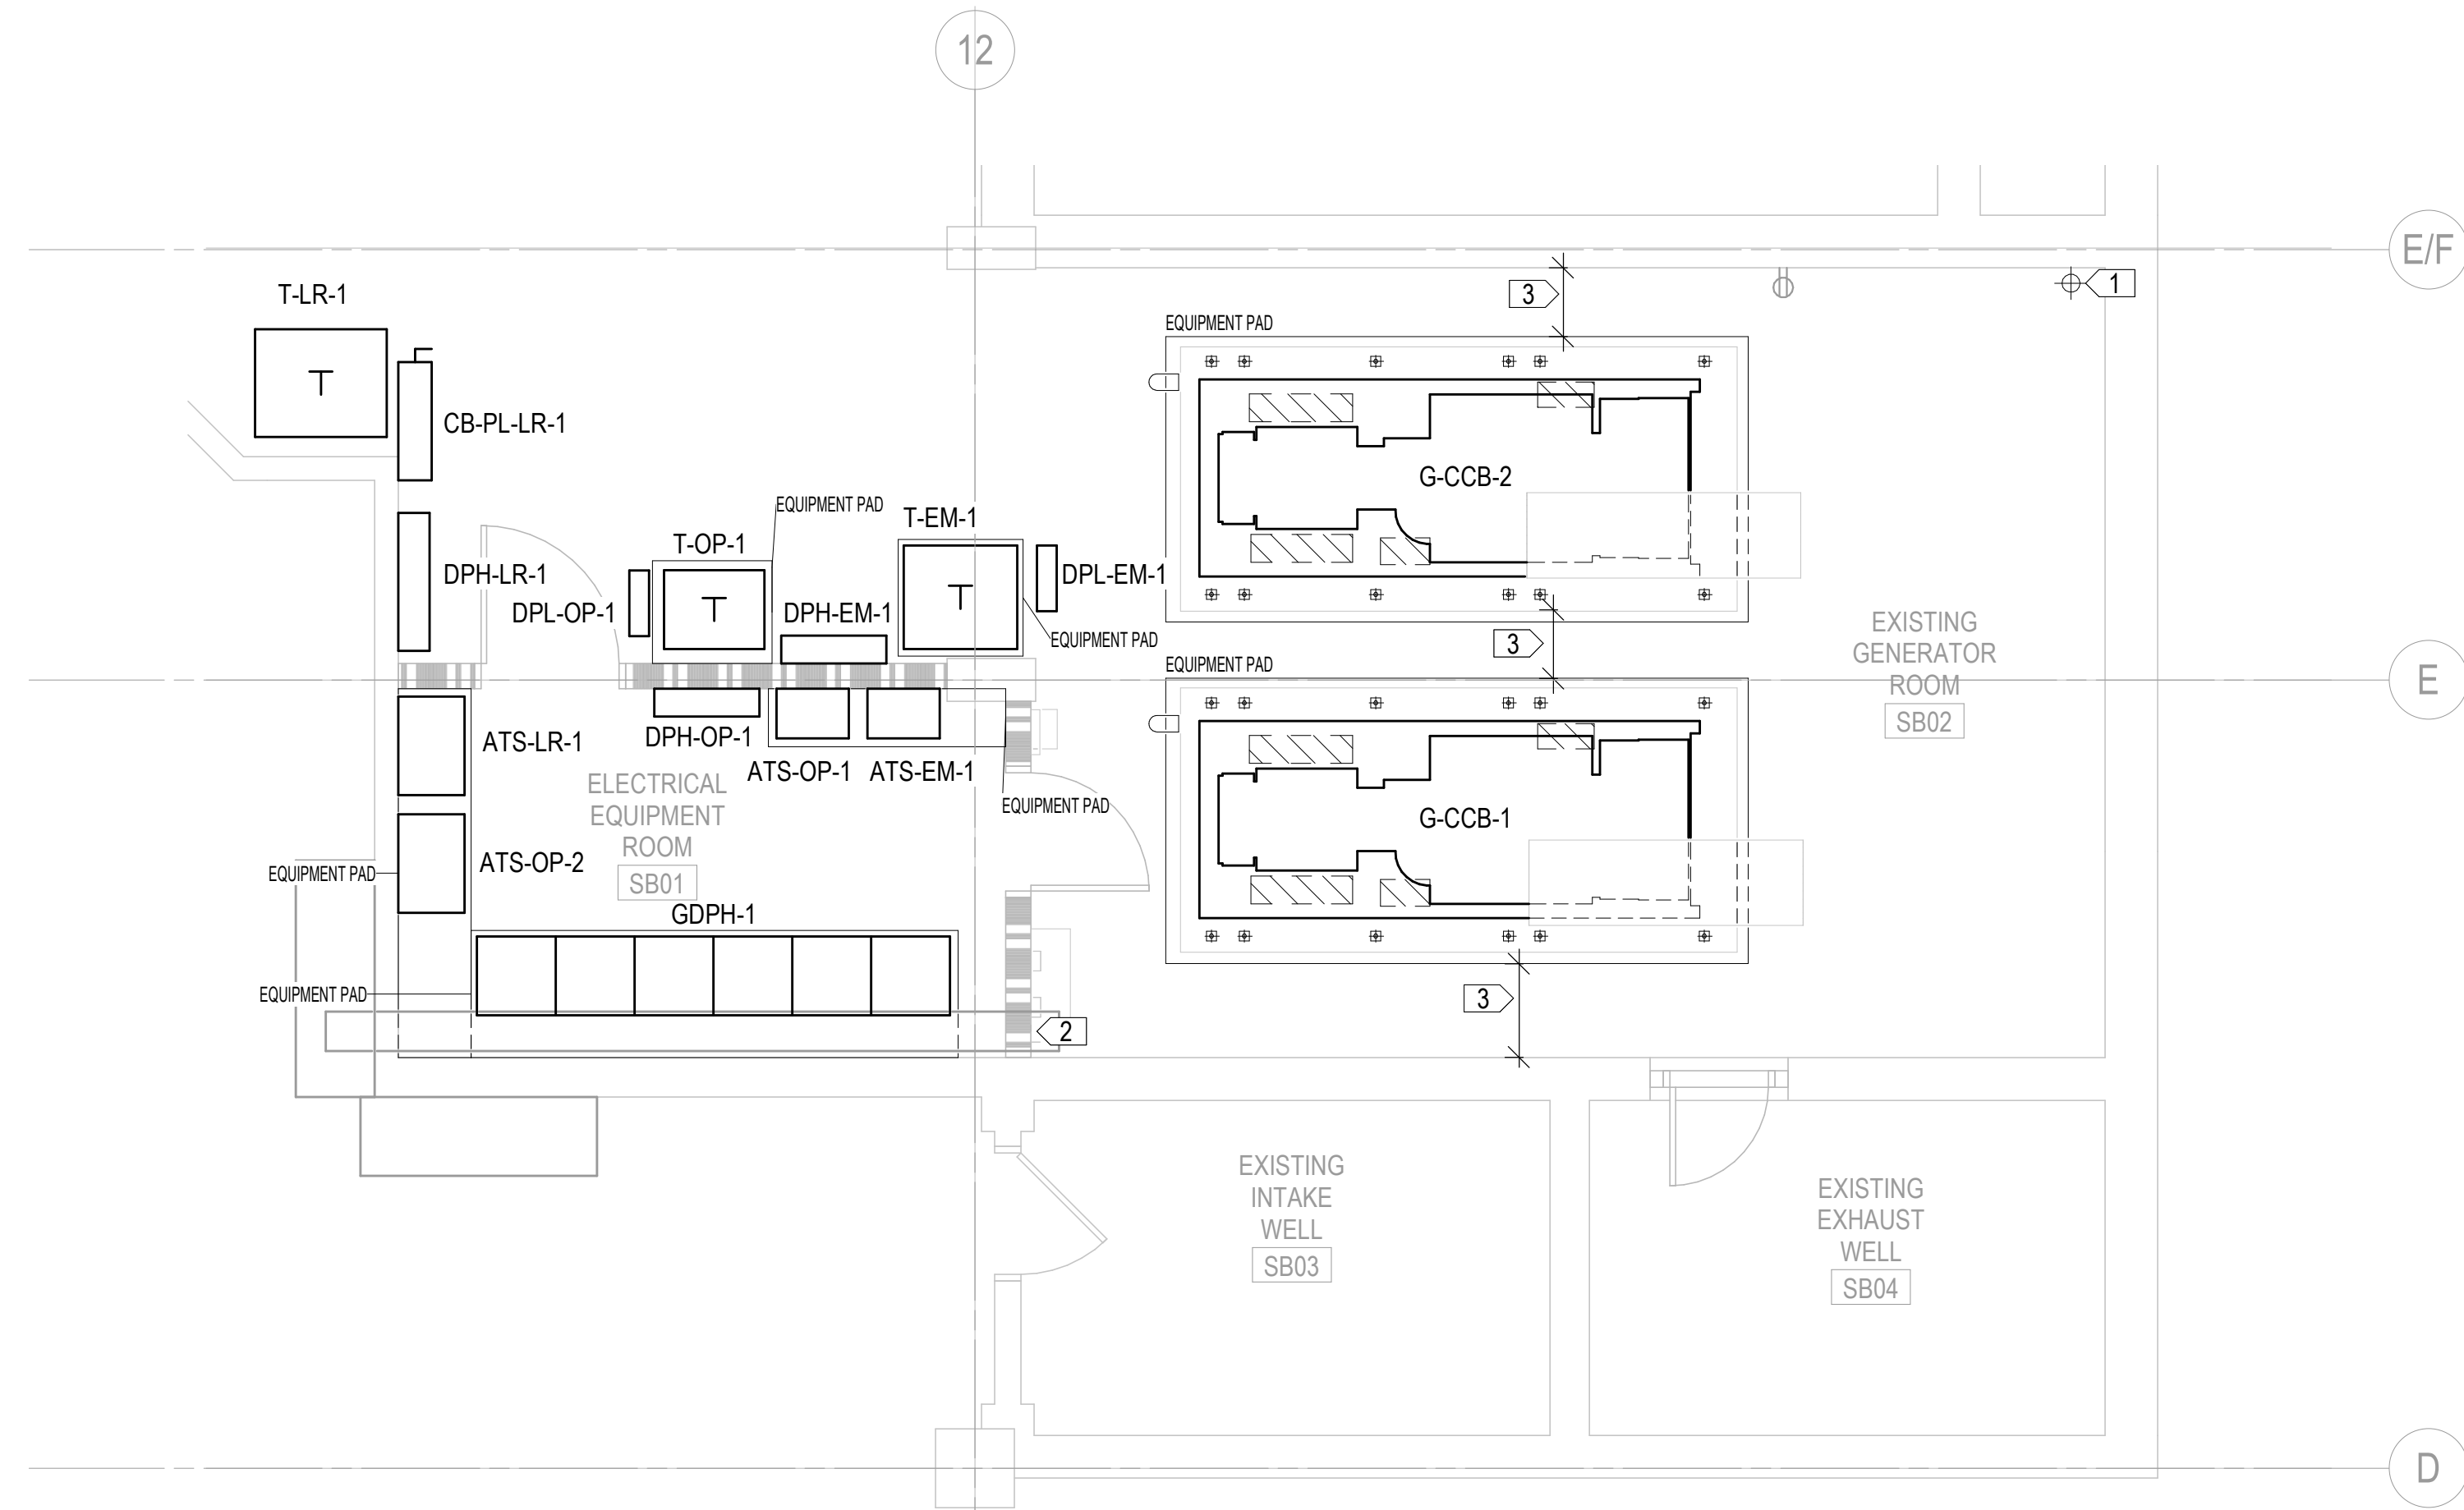 12
E/F
T-LR-1
3
1
EQUIPMENT PAD
CB-PL-LR-1
G-CCB-2
EQUIPMENT PAD
T-EM-1
T-OP-1
DPH-LR-1
DPL-EM-1
DPL-OP-1
DPH-EM-1
EQUIPMENT PAD
3
EXISTING
GENERATOR
ROOM
SB02
E
EQUIPMENT PAD
ATS-LR-1
DPH-OP-1
ATS-OP-1
ATS-EM-1
ELECTRICAL
EQUIPMENT
ROOM
SB01
EQUIPMENT PAD
G-CCB-1
ATS-OP-2
EQUIPMENT PAD
GDPH-1
EQUIPMENT PAD
3
2
EXISTING
INTAKE
WELL
SB03
EXISTING
EXHAUST
WELL
SB04
D